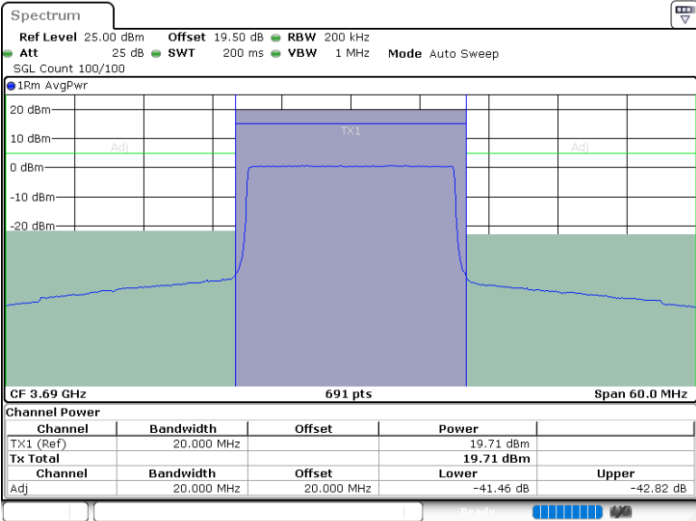 Spectrum
Ref Level 25.00 dBm Offset 19.50 dB RBW 200 kHz
Att 25 dB SWT 200 ms VBW 1 MHz Mode Auto Sweep
SGL Count 100/100
1Rm AvgPwr
20 dBm
TX1
10 dBm
Adj Adj
0 dBm
-10 dBm
-20 dBm
CF 3.69 GHz 691 pts Span 60.0 MHz
Channel Power
Channel Bandwidth Offset Power
TX1 (Ref) 20.000 MHz 19.71 dBm
Tx Total 19.71 dBm
Channel Bandwidth Offset Lower Upper
Adj 20.000 MHz 20.000 MHz -41.46 dB -42.82 dB
Ready